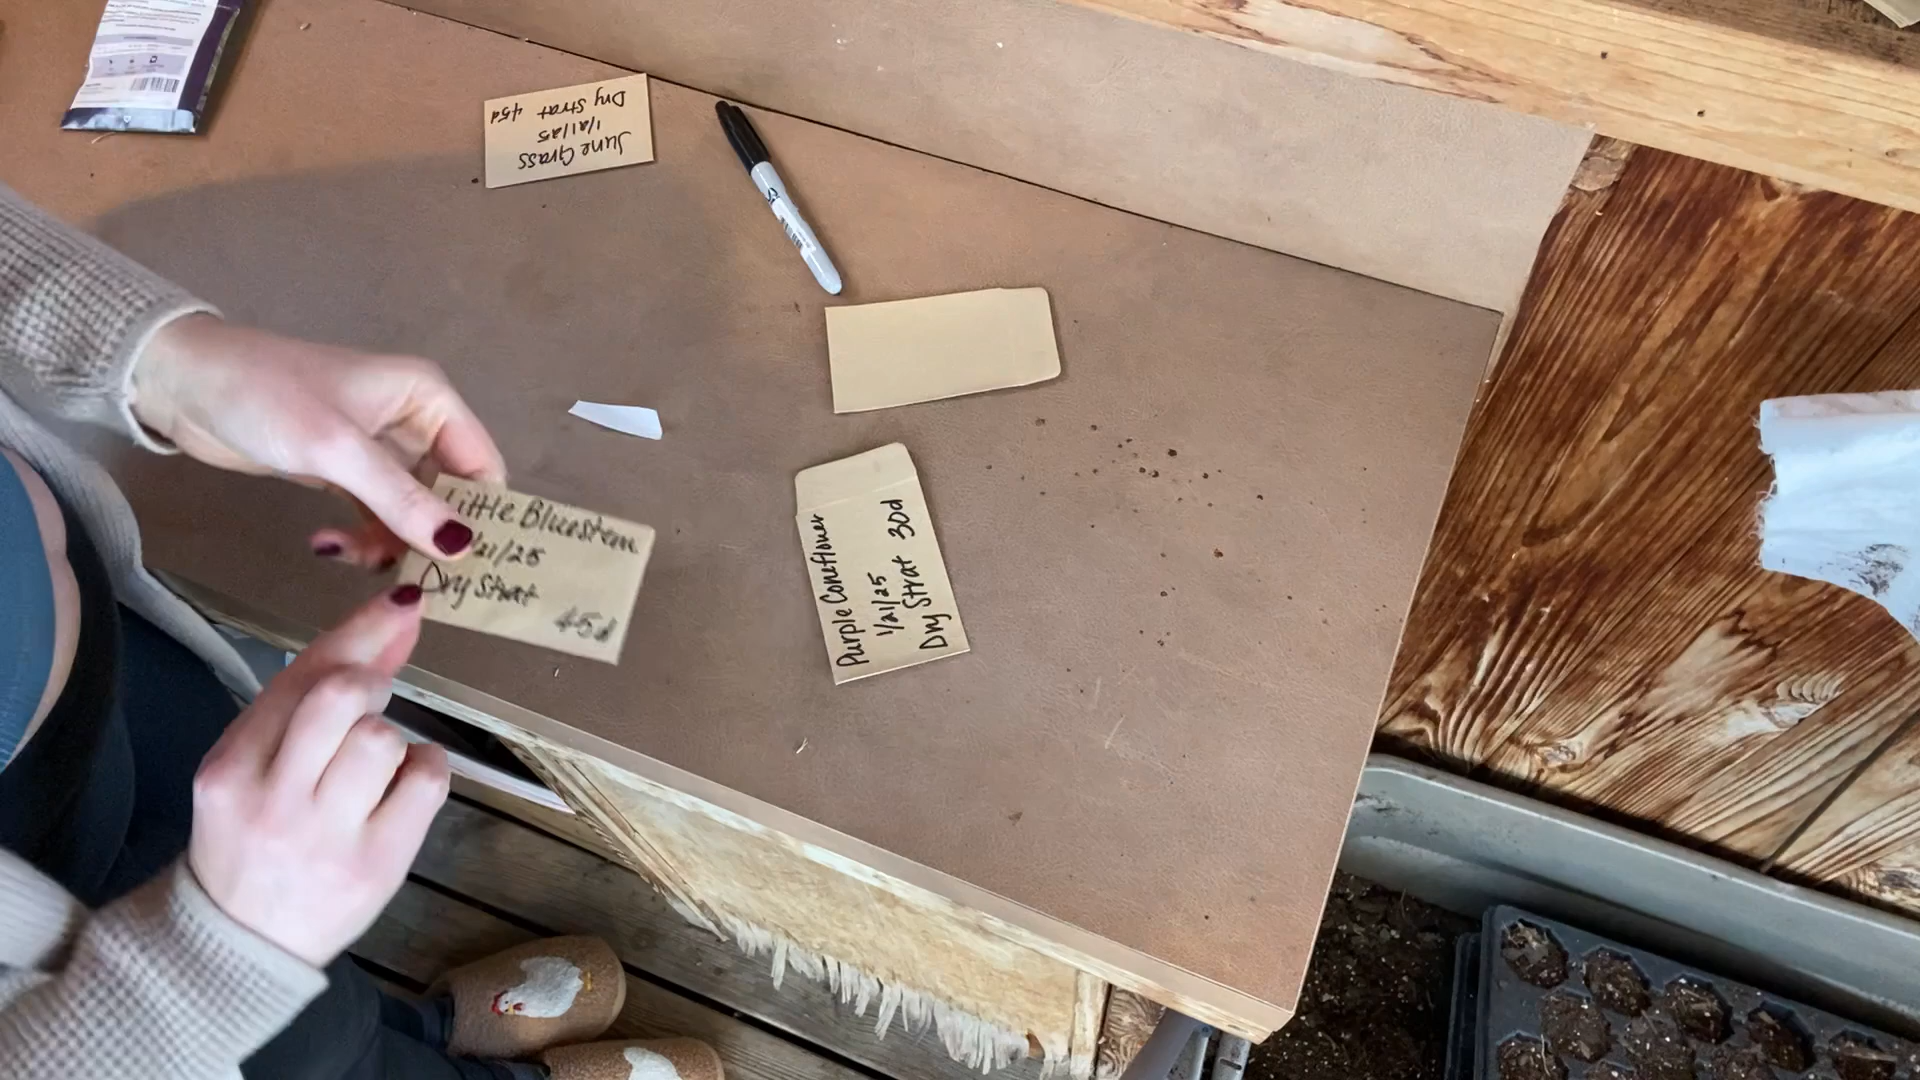 June Grass
1/21/25
Dry Strat 45d
Little Bluestem
/21/25
Dry Strat
45d
Purple Coneflower
1/21/25
Dry Strat 30d